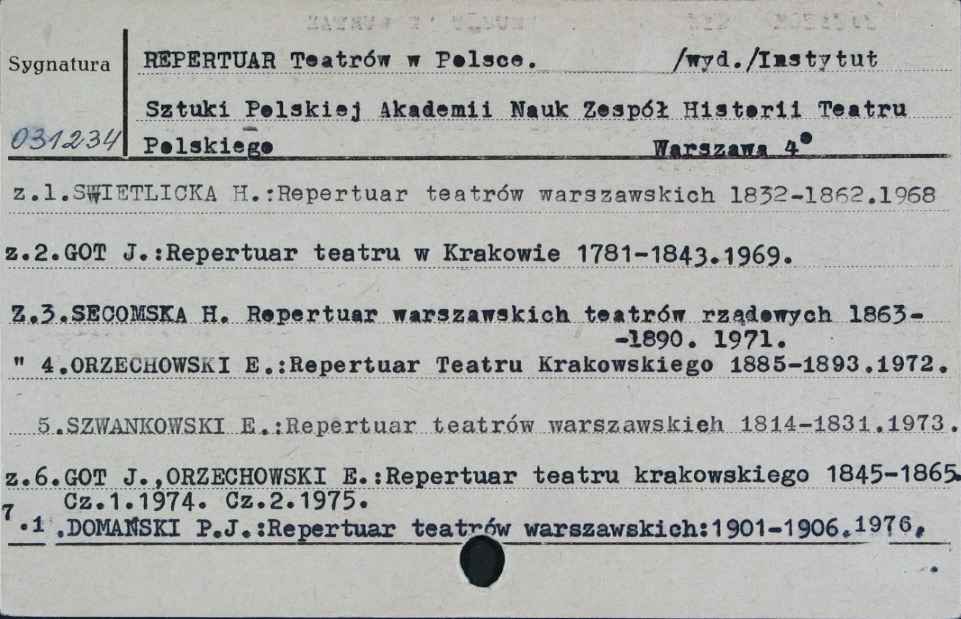 Sygnatura
REPERTUAR Teatrów w Polsce. /wyd./Instytut
Sztuki Polskiej Akademii Nauk Zespół Historii Teatru
031234
Polskiego Warszawa 4°
z.1.SWIETLICKA H.:Repertuar teatrów warszawskich 1832-1862.1968
z.2.GOT J.:Repertuar teatru w Krakowie 1781-1843.1969.
Z.3.SECOMSKA H. Repertuar warszawskich teatrów rządowych 1863-
-1890. 1971.
" 4.ORZECHOWSKI E.:Repertuar Teatru Krakowskiego 1885-1893.1972.
5.SZWANKOWSKI E.:Repertuar teatrów warszawskich 1814-1831.1973.
z.6.GOT J.,ORZECHOWSKI E.:Repertuar teatru krakowskiego 1845-1865.
Cz.1.1974. Cz.2.1975.
7.1.DOMAŃSKI P.J.:Repertuar teatrów warszawskich:1901-1906.1976.